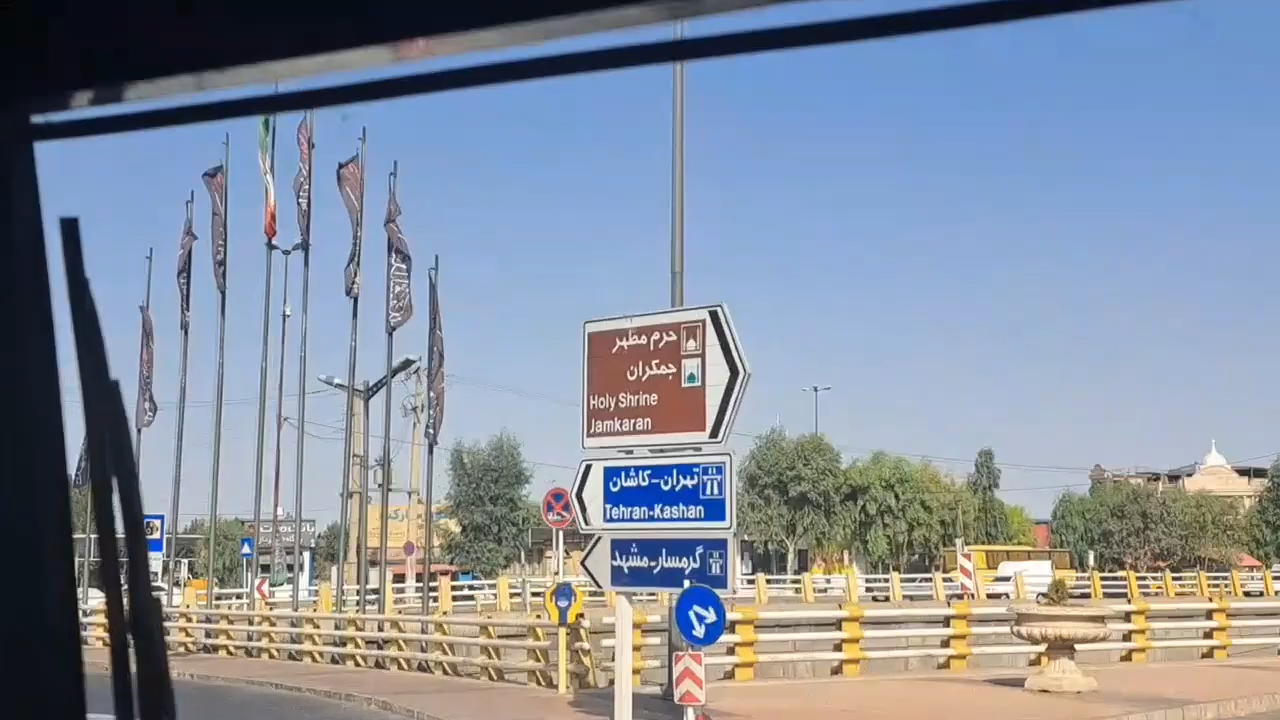 حرم مطهر
جمکران
Holy Shrine
Jamkaran
تهران-کاشان
Tehran-Kashan
گرمسار-مشهد